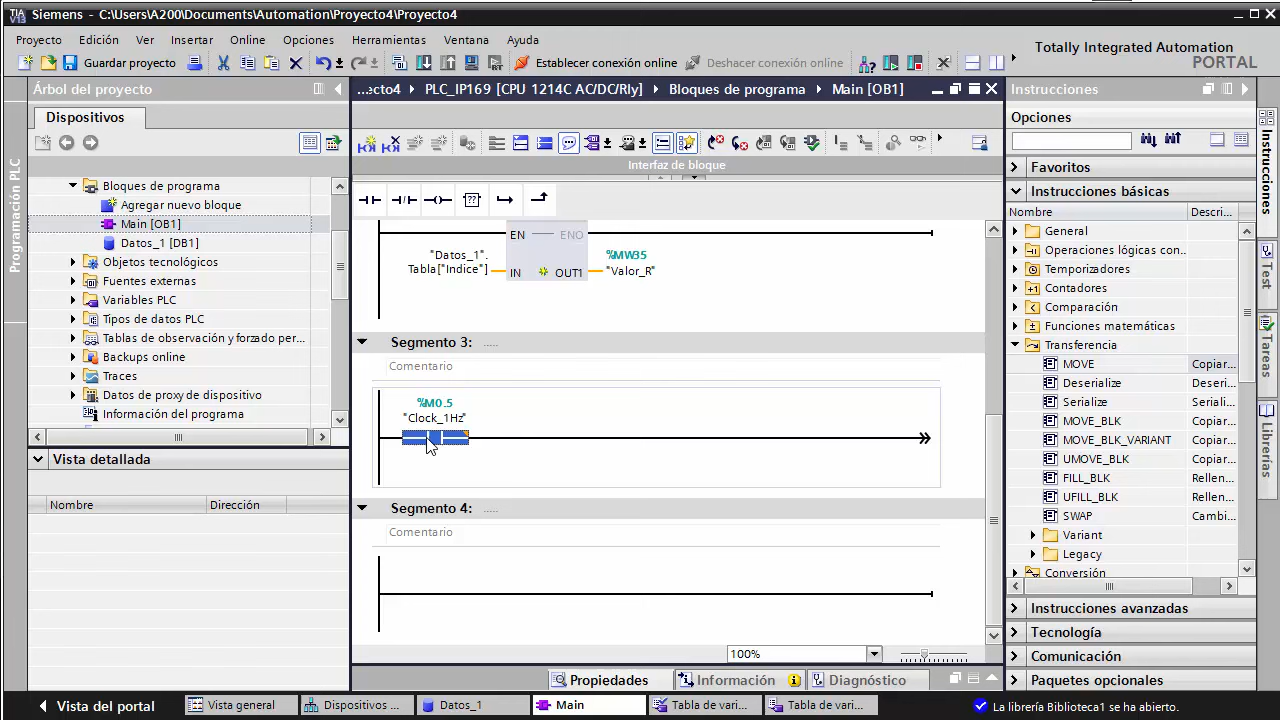 TIA V13 Siemens - C:\Users\A200\Documents\Automation\Proyecto4\Proyecto4
Proyecto Edición Ver Insertar Online Opciones Herramientas Ventana Ayuda
Totally Integrated Automation
PORTAL
Guardar proyecto Establecer conexión online Deshacer conexión online
Árbol del proyecto
...ecto4 PLC_IP169 [CPU 1214C AC/DC/Rly] Bloques de programa Main [OB1]
Instrucciones
Dispositivos
Opciones
Programación PLC
Bloques de programa
Agregar nuevo bloque
Main [OB1]
Datos_1 [DB1]
Objetos tecnológicos
Fuentes externas
Variables PLC
Tipos de datos PLC
Tablas de observación y forzado per...
Backups online
Traces
Datos de proxy de dispositivo
Información del programa
Vista detallada
Nombre Dirección
Interfaz de bloque
??
EN ENO
"Datos_1".
Tabla["Indice"] IN OUT1
%MW35
"Valor_R"
Segmento 3: .....
Comentario
%M0.5
"Clock_1Hz"
Segmento 4: .....
Comentario
100%
Propiedades Información Diagnóstico
Favoritos
Instrucciones básicas
Nombre Descri...
General
Operaciones lógicas con...
Temporizadores
Contadores
Comparación
Funciones matemáticas
Transferencia
MOVE Copiar...
Deserialize Deseri...
Serialize Seriali...
MOVE_BLK Copiar...
MOVE_BLK_VARIANT Copiar...
UMOVE_BLK Copiar...
FILL_BLK Rellen...
UFILL_BLK Rellen...
SWAP Cambi...
Variant
Legacy
Conversión
Instrucciones avanzadas
Tecnología
Comunicación
Paquetes opcionales
Instrucciones
Test
Tareas
Librerías
Vista del portal Vista general Dispositivos ... Datos_1 Main Tabla de vari... Tabla de vari... La librería Biblioteca1 se ha abierto.